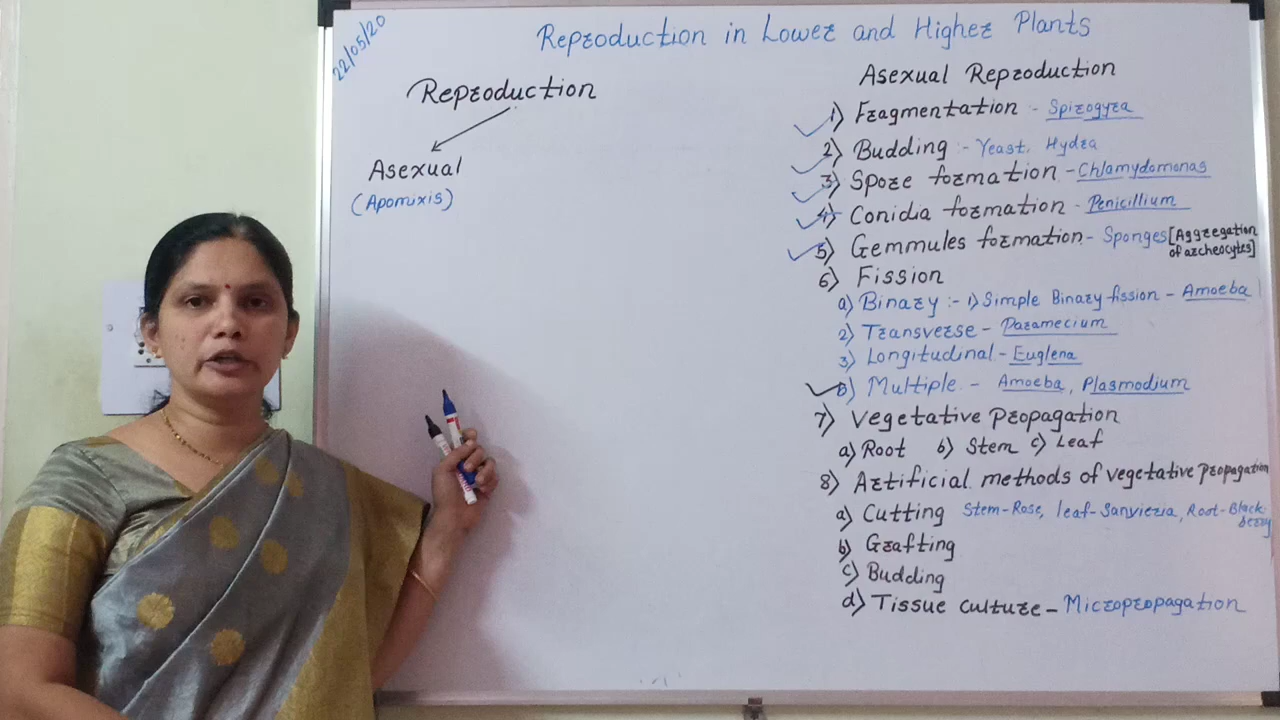 22/05/20
Reproduction in Lower and Higher Plants
Reproduction
Asexual
(Apomixis)
Asexual Reproduction
1) Fragmentation - Spirogyra
2) Budding :- Yeast, Hydra
3) Spore formation - Chlamydomonas
4) Conidia formation - Penicillium
5) Gemmules formation - Sponges [Aggregation of archeocytes]
6) Fission
a) Binary :- 1) Simple Binary fission - Amoeba
2) Transverse - Paramecium
3) Longitudinal - Euglena
B) Multiple - Amoeba, Plasmodium
7) Vegetative Propagation
a) Root b) Stem c) Leaf
8) Artificial methods of vegetative propagation
a) Cutting Stem-Rose, leaf-Sanvieria, Root-Blackberry
b) Grafting
c) Budding
d) Tissue culture - Micropropagation